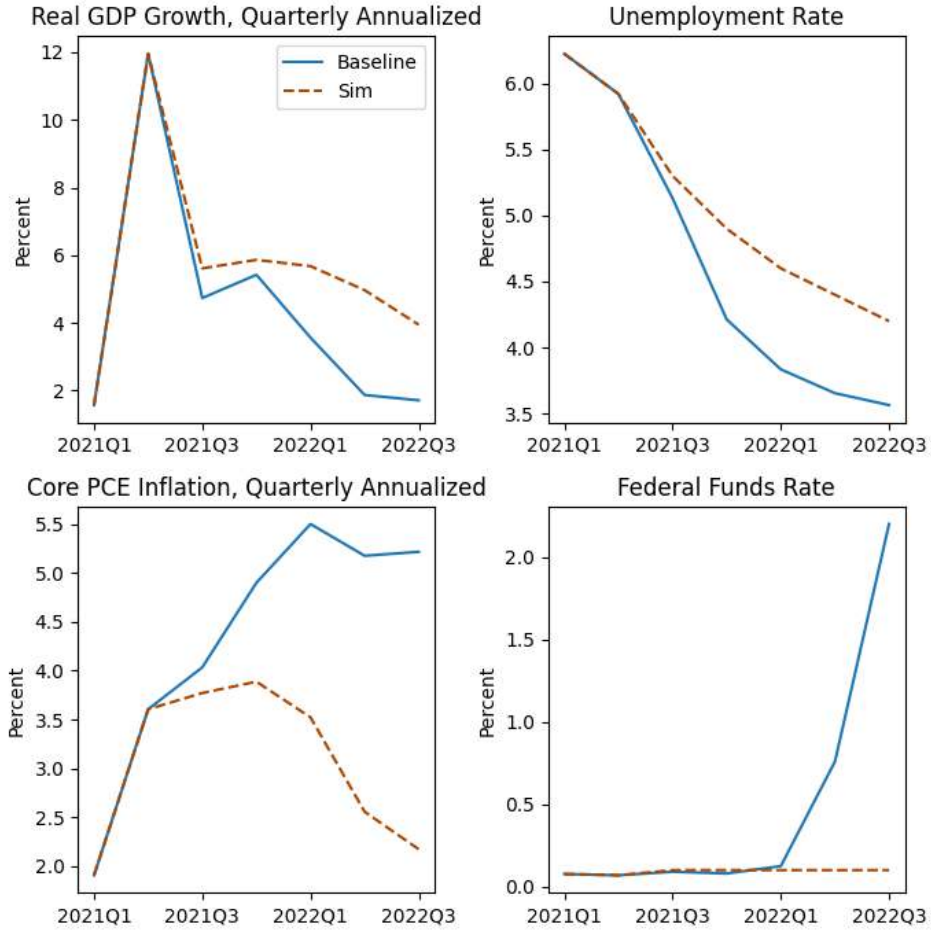 Real GDP Growth, Quarterly Annualized
Percent
12
10
8
6
4
2
Baseline
Sim
2021Q1 2021Q3 2022Q1 2022Q3
Unemployment Rate
Percent
6.0
5.5
5.0
4.5
4.0
3.5
2021Q1 2021Q3 2022Q1 2022Q3
Core PCE Inflation, Quarterly Annualized
Percent
5.5
5.0
4.5
4.0
3.5
3.0
2.5
2.0
2021Q1 2021Q3 2022Q1 2022Q3
Federal Funds Rate
Percent
2.0
1.5
1.0
0.5
0.0
2021Q1 2021Q3 2022Q1 2022Q3